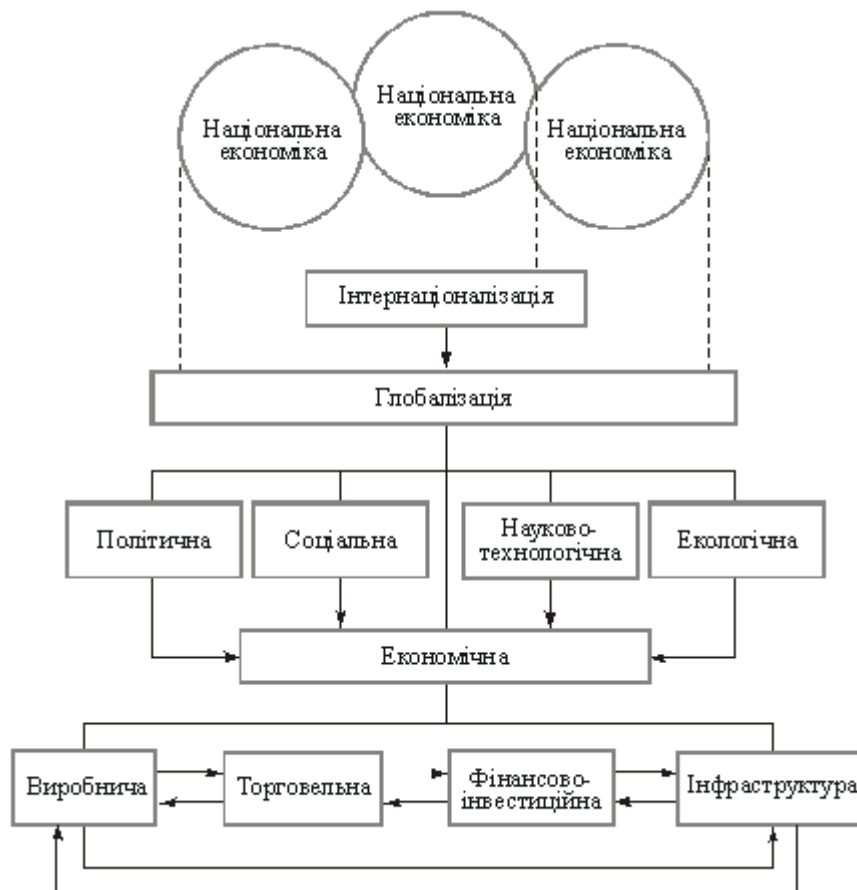 Національна
економіка
Національна
економіка
Національна
економіка
Інтернаціоналізація
Глобалізація
Політична
Соціальна
Науково-
технологічна
Екологічна
Економічна
Виробнича
Торговельна
Фінансово-
інвестиційна
Інфраструктура